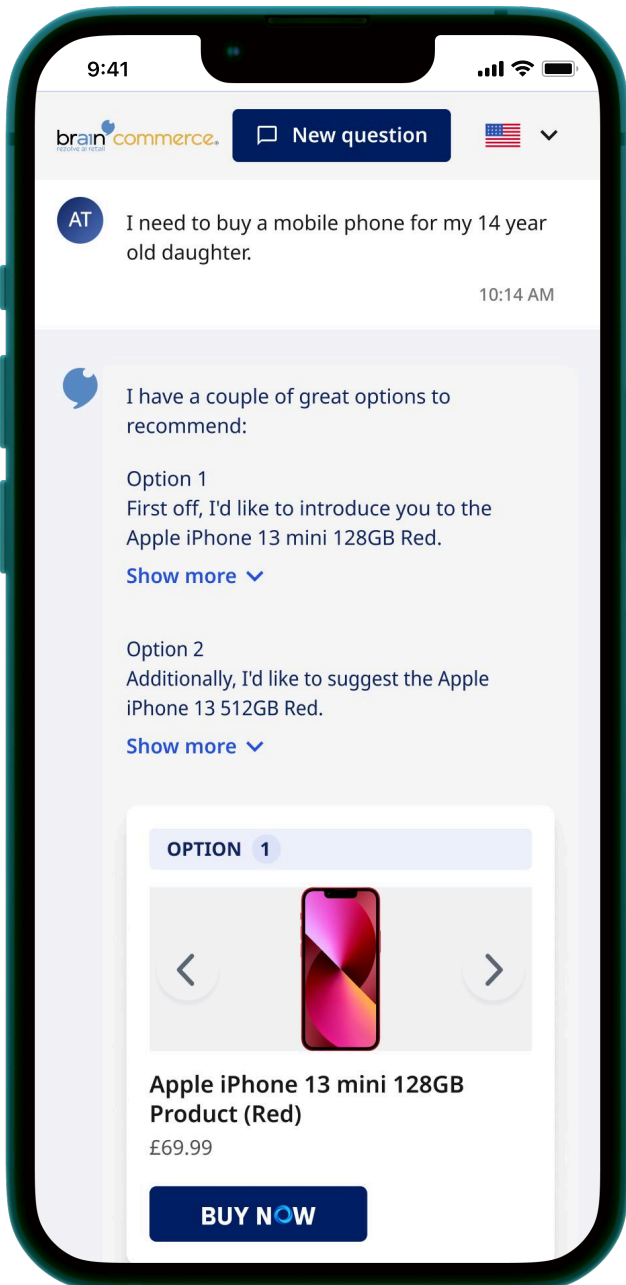 9:41
brain commerce.
rezolve ai retail
New question
AT
I need to buy a mobile phone for my 14 year
old daughter.
10:14 AM
I have a couple of great options to
recommend:
Option 1
First off, I'd like to introduce you to the
Apple iPhone 13 mini 128GB Red.
Show more
Option 2
Additionally, I'd like to suggest the Apple
iPhone 13 512GB Red.
Show more
OPTION 1
Apple iPhone 13 mini 128GB
Product (Red)
£69.99
BUY NOW